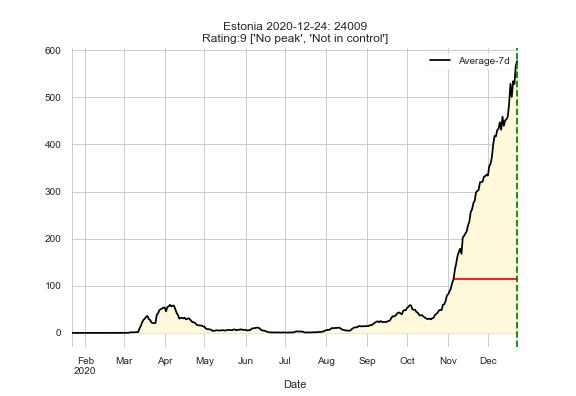 Estonia 2020-12-24: 24009
Rating:9 ['No peak', 'Not in control']
Average-7d
600
500
400
300
200
100
0
Feb Mar Apr May Jun Jul Aug Sep Oct Nov Dec
2020
Date